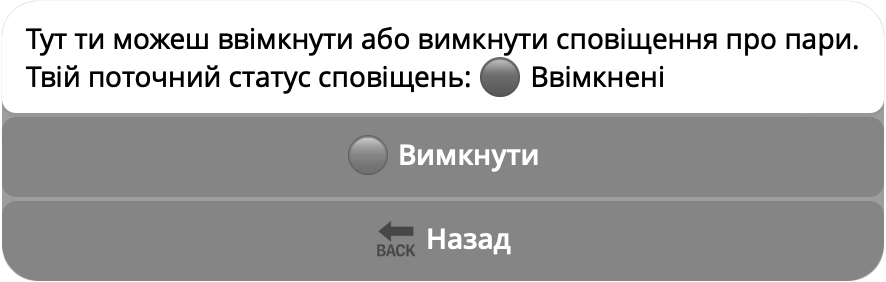 Тут ти можеш ввімкнути або вимкнути сповіщення про пари.
Твій поточний статус сповіщень: Ввімкнені
Вимкнути
BACK Назад